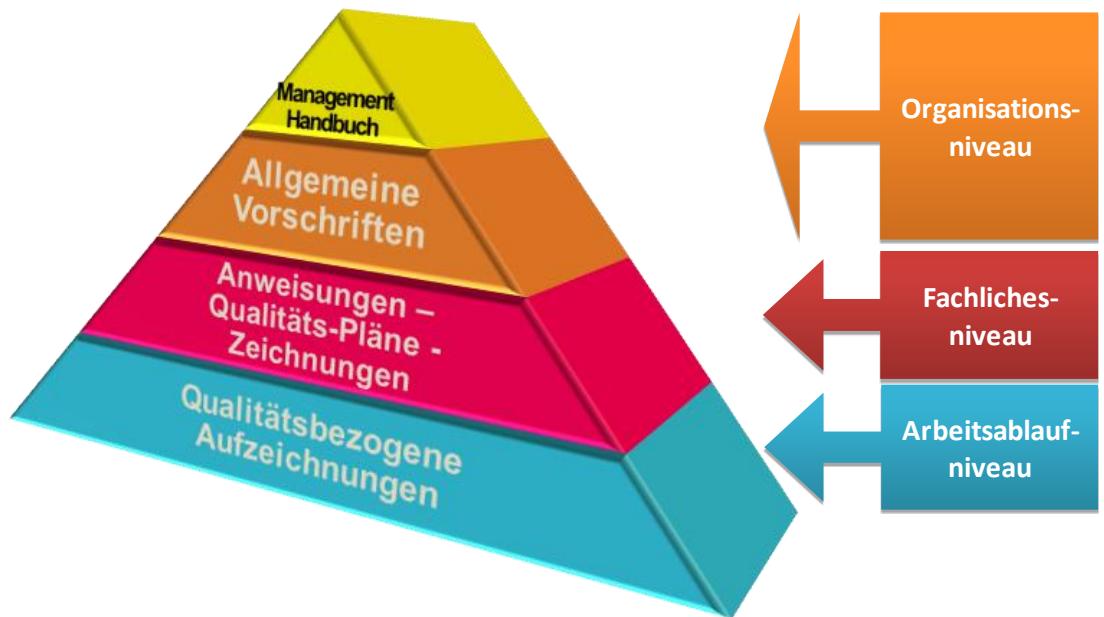 Management
Handbuch
Allgemeine
Vorschriften
Anweisungen –
Qualitäts-Pläne -
Zeichnungen
Qualitätsbezogene
Aufzeichnungen
Organisations-
niveau
Fachliches-
niveau
Arbeitsablauf-
niveau